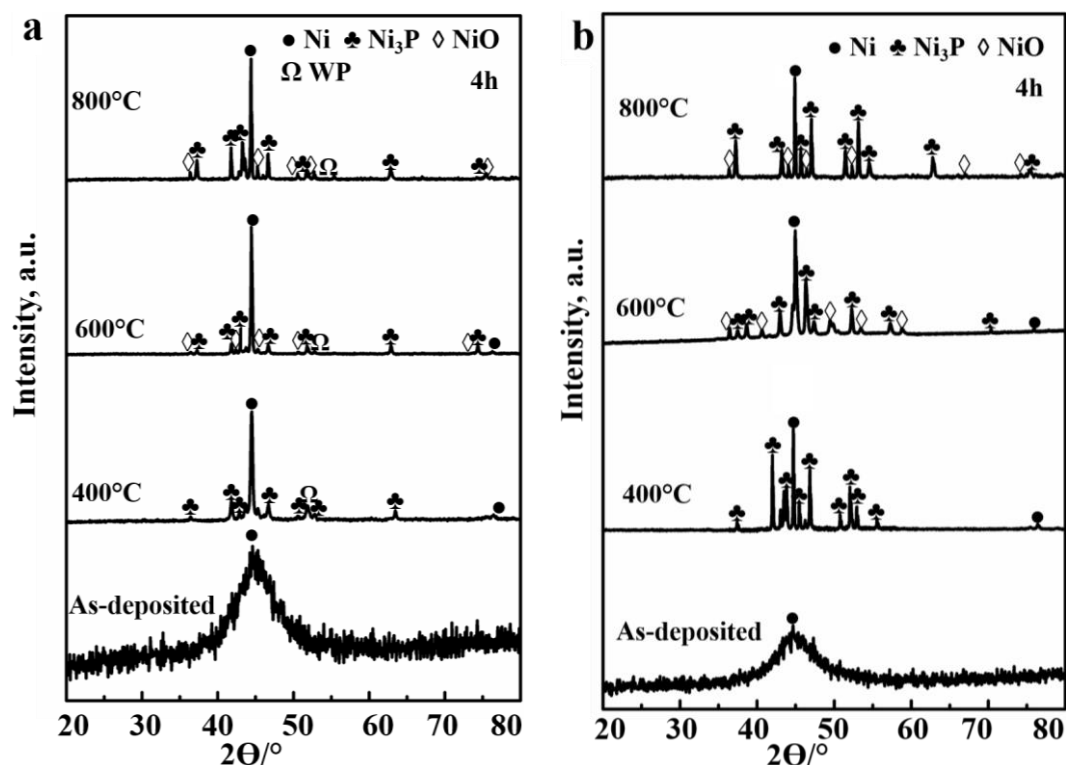 a
● Ni ♣ Ni₃P ◊ NiO
Ω WP
4h
800°C
Ω
600°C
Ω
400°C
Ω
As-deposited
Intensity, a.u.
20 30 40 50 60 70 80
2ϴ/°
b
● Ni ♣ Ni₃P ◊ NiO
4h
800°C
600°C
400°C
As-deposited
Intensity, a.u.
20 30 40 50 60 70 80
2ϴ/°